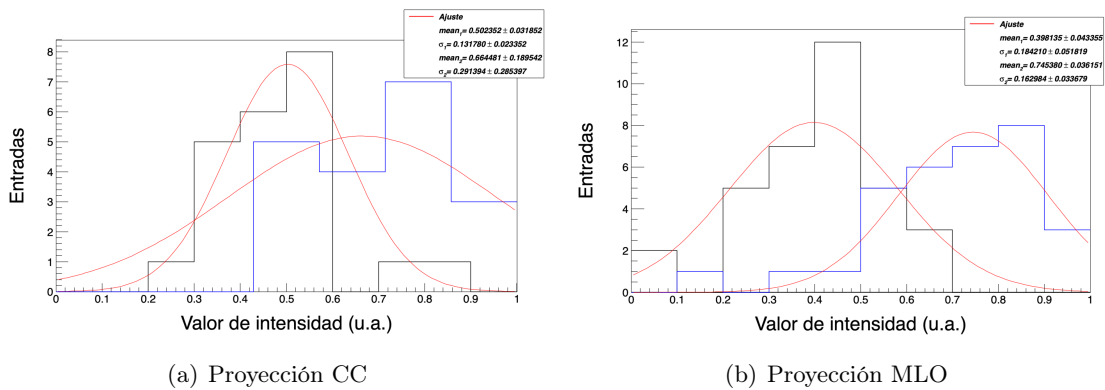 Ajuste
mean₁= 0.502352 ± 0.031852
σ₁= 0.131780 ± 0.023352
mean₂= 0.664481 ± 0.189542
σ₂= 0.291394 ± 0.285397
Entradas
8
7
6
5
4
3
2
1
0
0 0.1 0.2 0.3 0.4 0.5 0.6 0.7 0.8 0.9 1
Valor de intensidad (u.a.)
(a) Proyección CC
Ajuste
mean₁= 0.398135 ± 0.043355
σ₁= 0.184210 ± 0.051819
mean₂= 0.745380 ± 0.036151
σ₂= 0.162984 ± 0.033679
Entradas
12
10
8
6
4
2
0
0 0.1 0.2 0.3 0.4 0.5 0.6 0.7 0.8 0.9 1
Valor de intensidad (u.a.)
(b) Proyección MLO